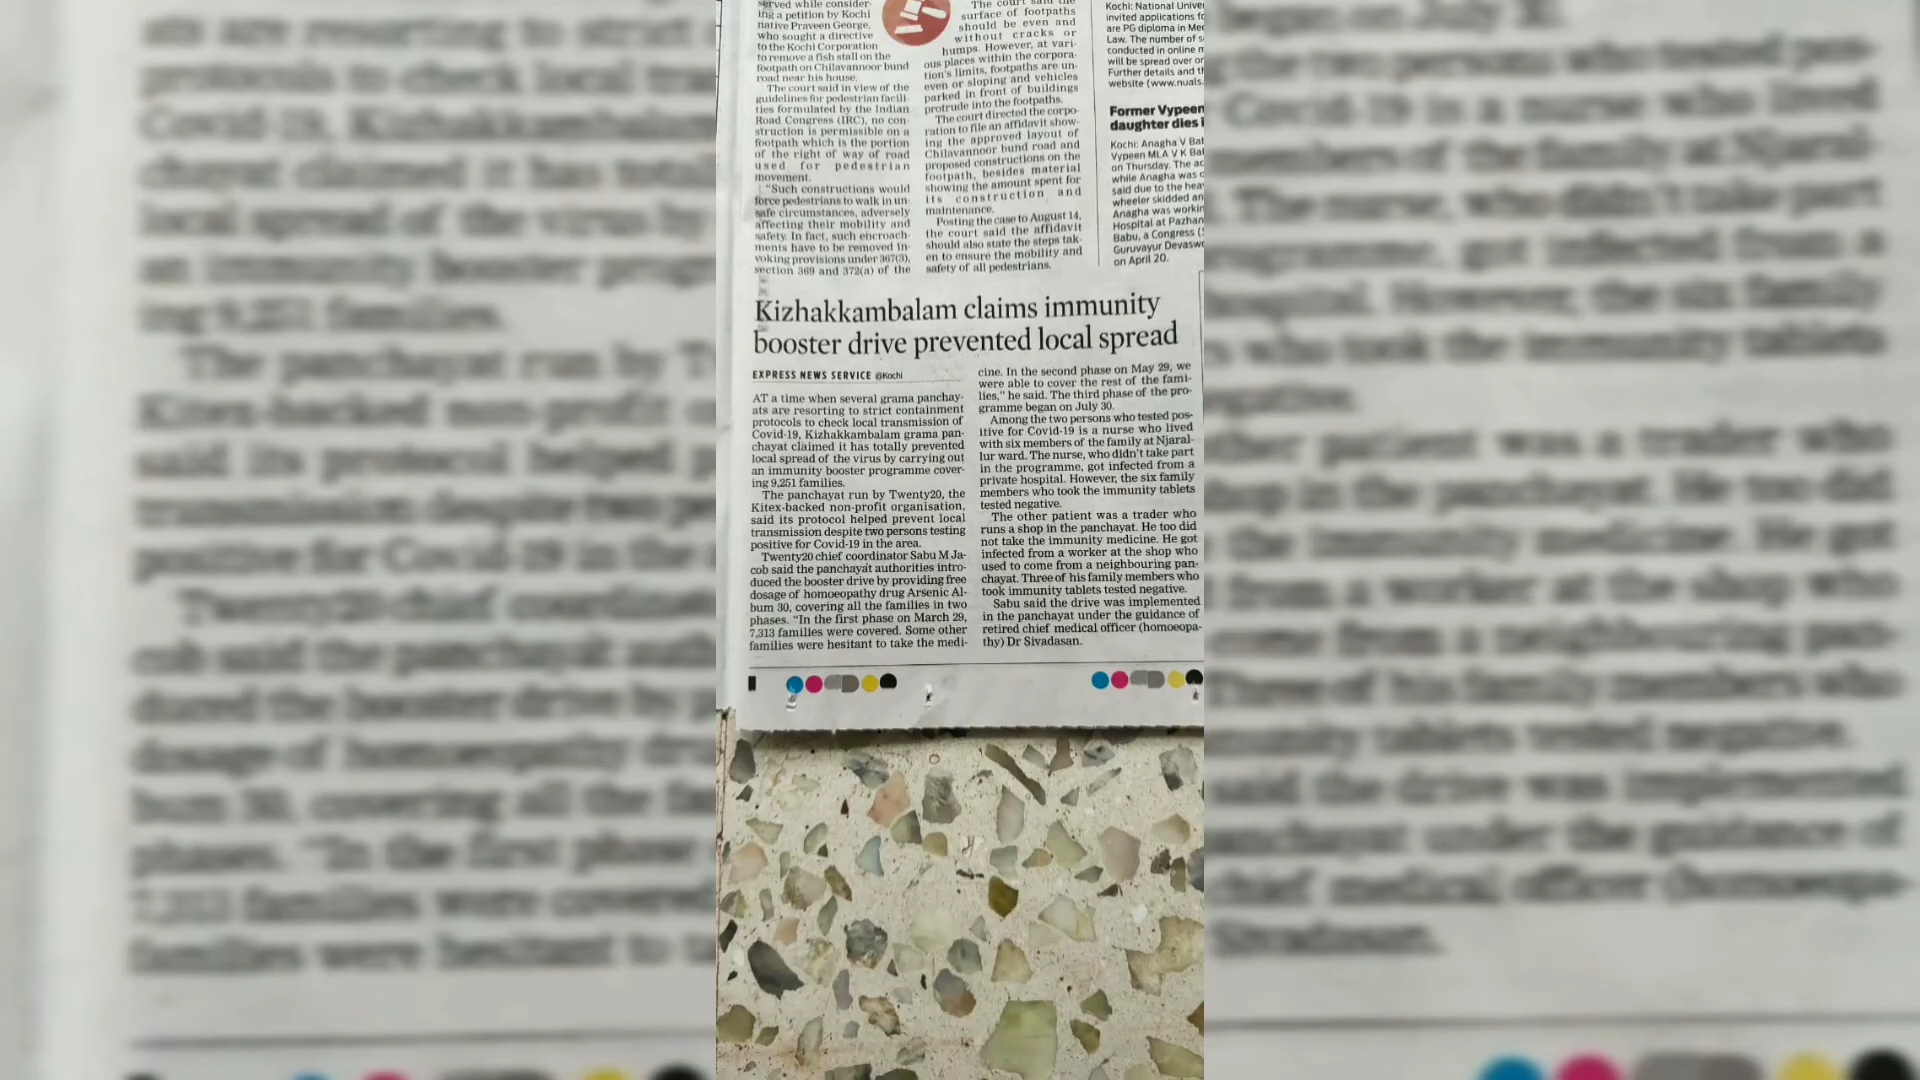 served while consider-
ing a petition by Kochi
native Praveen George,
who sought a directive
to the Kochi Corporation
to remove a fish stall on the
footpath on Chilavannoor bund
road near his house.
The court said in view of the
guidelines for pedestrian facili-
ties formulated by the Indian
Road Congress (IRC), no con-
struction is permissible on a
footpath which is the portion
of the right of way of road
used for pedestrian
movement.
"Such constructions would
force pedestrians to walk in un-
safe circumstances, adversely
affecting their mobility and
safety. In fact, such encroach-
ments have to be removed in-
voking provisions under 367(3),
section 369 and 372(a) of the
The court said the
surface of footpaths
should be even and
without cracks or
humps. However, at vari-
ous places within the corpora-
tion's limits, footpaths are un-
even or sloping and vehicles
parked in front of buildings
protrude into the footpaths.
The court directed the corpo-
ration to file an affidavit show-
ing the approved layout of
Chilavannoor bund road and
proposed constructions on the
footpath, besides material
showing the amount spent for
its construction and
maintenance.
Posting the case to August 14,
the court said the affidavit
should also state the steps tak-
en to ensure the mobility and
safety of all pedestrians.
Kochi: National Univer
invited applications fo
are PG diploma in Med
Law. The number of s
conducted in online m
will be spread over on
Further details and th
website (www.nuals.
Former Vypeen
daughter dies i
Kochi: Anagha V Bab
Vypeen MLA V K Bab
on Thursday. The ac
while Anagha was
said due to the hea
wheeler skidded an
Anagha was workin
Hospital at Pazhan
Babu, a Congress (
Guruvayur Devasw
on April 20.
Kizhakkambalam claims immunity
booster drive prevented local spread
EXPRESS NEWS SERVICE @Kochi
AT a time when several grama panchay-
ats are resorting to strict containment
protocols to check local transmission of
Covid-19, Kizhakkambalam grama pan-
chayat claimed it has totally prevented
local spread of the virus by carrying out
an immunity booster programme cover-
ing 9,251 families.
The panchayat run by Twenty20, the
Kitex-backed non-profit organisation,
said its protocol helped prevent local
transmission despite two persons testing
positive for Covid-19 in the area.
Twenty20 chief coordinator Sabu M Ja-
cob said the panchayat authorities intro-
duced the booster drive by providing free
dosage of homoeopathy drug Arsenic Al-
bum 30, covering all the families in two
phases. "In the first phase on March 29,
7,313 families were covered. Some other
families were hesitant to take the medi-
cine. In the second phase on May 29, we
were able to cover the rest of the fami-
lies," he said. The third phase of the pro-
gramme began on July 30.
Among the two persons who tested pos-
itive for Covid-19 is a nurse who lived
with six members of the family at Njaral-
lur ward. The nurse, who didn't take part
in the programme, got infected from a
private hospital. However, the six family
members who took the immunity tablets
tested negative.
The other patient was a trader who
runs a shop in the panchayat. He too did
not take the immunity medicine. He got
infected from a worker at the shop who
used to come from a neighbouring pan-
chayat. Three of his family members who
took immunity tablets tested negative.
Sabu said the drive was implemented
in the panchayat under the guidance of
retired chief medical officer (homoeopa-
thy) Dr Sivadasan.